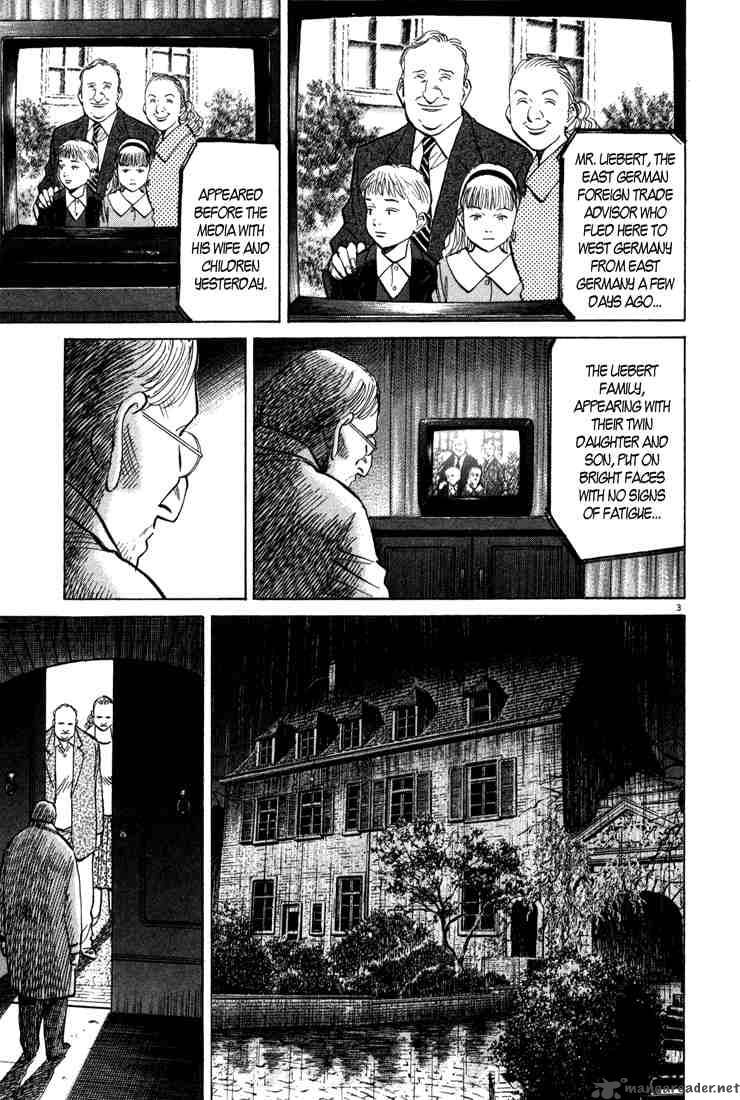 MR. LIEBERT, THE
EAST GERMAN
FOREIGN TRADE
ADVISOR WHO
FLED HERE TO
WEST GERMANY
FROM EAST
GERMANY A FEW
DAYS AGO...
APPEARED
BEFORE THE
MEDIA WITH
HIS WIFE AND
CHILDREN
YESTERDAY.
THE LIEBERT
FAMILY,
APPEARING WITH
THEIR TWIN
DAUGHTER AND
SON, PUT ON
BRIGHT FACES
WITH NO SIGNS
OF FATIGUE...
3
mangareader.net